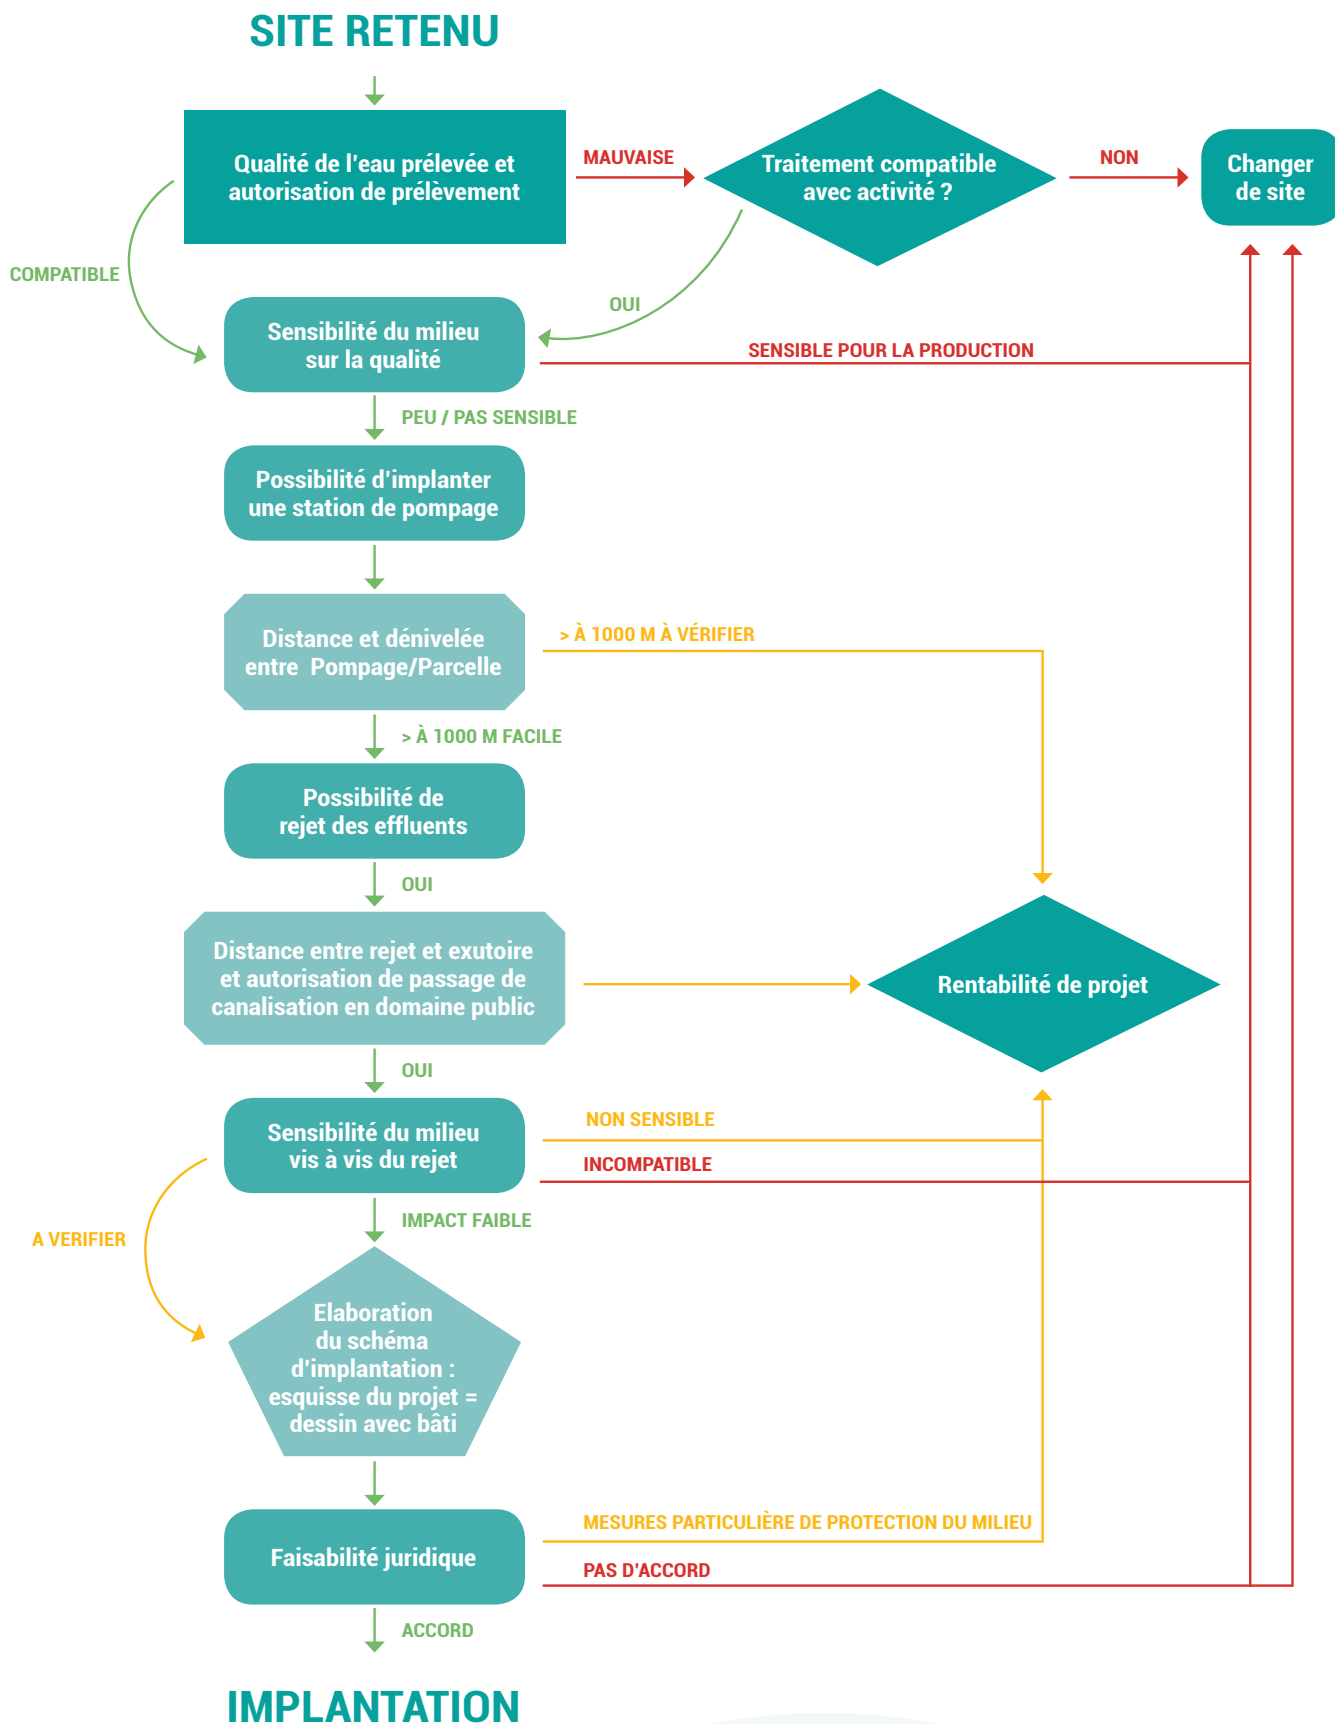 SITE RETENU
Qualité de l'eau prélevée et
autorisation de prélèvement
MAUVAISE
Traitement compatible
avec activité ?
NON
Changer
de site
COMPATIBLE
OUI
Sensibilité du milieu
sur la qualité
SENSIBLE POUR LA PRODUCTION
PEU / PAS SENSIBLE
Possibilité d'implanter
une station de pompage
Distance et dénivelée
entre Pompage/Parcelle
> À 1000 M À VÉRIFIER
> À 1000 M FACILE
Possibilité de
rejet des effluents
OUI
Distance entre rejet et exutoire
et autorisation de passage de
canalisation en domaine public
Rentabilité de projet
OUI
Sensibilité du milieu
vis à vis du rejet
NON SENSIBLE
INCOMPATIBLE
IMPACT FAIBLE
A VERIFIER
Elaboration
du schéma
d'implantation :
esquisse du projet =
dessin avec bâti
Faisabilité juridique
MESURES PARTICULIÈRE DE PROTECTION DU MILIEU
PAS D'ACCORD
ACCORD
IMPLANTATION